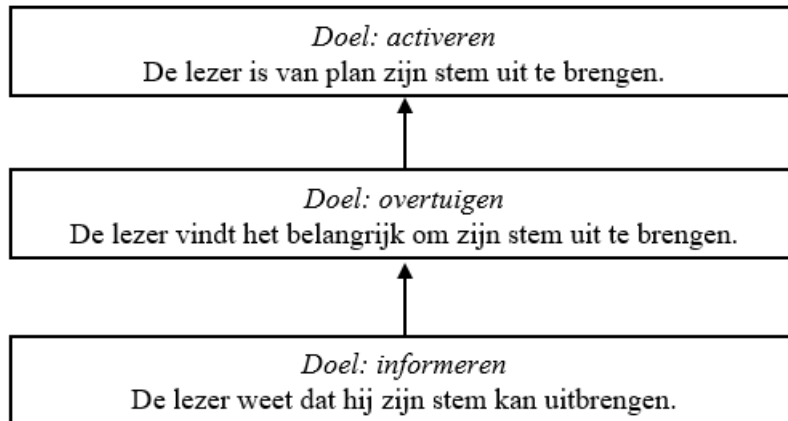 Doel: activeren
De lezer is van plan zijn stem uit te brengen.
Doel: overtuigen
De lezer vindt het belangrijk om zijn stem uit te brengen.
Doel: informeren
De lezer weet dat hij zijn stem kan uitbrengen.